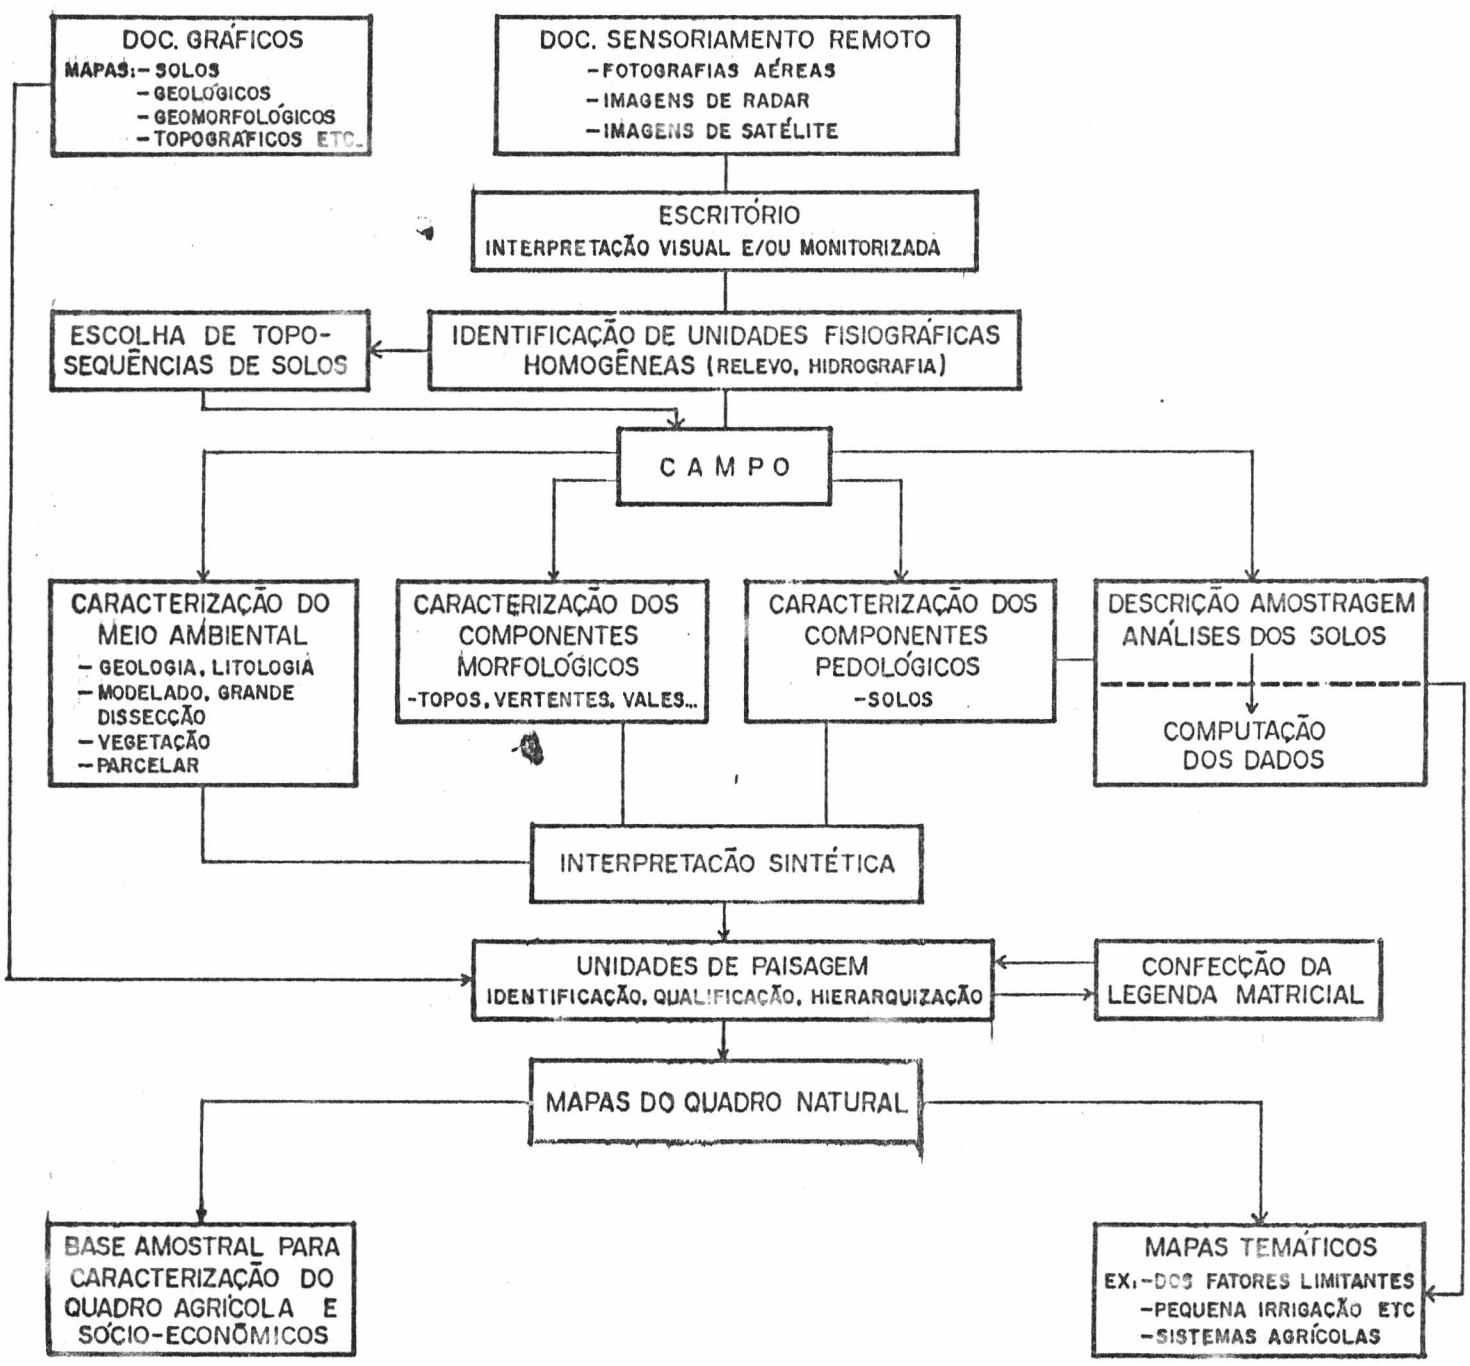 DOC. GRÁFICOS
MAPAS:- SOLOS
- GEOLÓGICOS
- GEOMORFOLÓGICOS
- TOPOGRÁFICOS ETC.
DOC. SENSORIAMENTO REMOTO
- FOTOGRAFIAS AÉREAS
- IMAGENS DE RADAR
- IMAGENS DE SATÉLITE
ESCRITÓRIO
INTERPRETAÇÃO VISUAL E/OU MONITORIZADA
ESCOLHA DE TOPO-
SEQUÊNCIAS DE SOLOS
IDENTIFICAÇÃO DE UNIDADES FISIOGRÁFICAS
HOMOGÊNEAS (RELEVO, HIDROGRAFIA)
CAMPO
CARACTERIZAÇÃO DO
MEIO AMBIENTAL
- GEOLOGIA, LITOLOGIA
- MODELADO, GRANDE
DISSECÇÃO
- VEGETAÇÃO
- PARCELAR
CARACTERIZAÇÃO DOS
COMPONENTES
MORFOLÓGICOS
- TOPOS, VERTENTES, VALES...
CARACTERIZAÇÃO DOS
COMPONENTES
PEDOLÓGICOS
- SOLOS
DESCRIÇÃO AMOSTRAGEM
ANÁLISES DOS SOLOS
COMPUTAÇÃO
DOS DADOS
INTERPRETACÃO SINTÉTICA
UNIDADES DE PAISAGEM
IDENTIFICAÇÃO, QUALIFICAÇÃO, HIERARQUIZAÇÃO
CONFECÇÃO DA
LEGENDA MATRICIAL
MAPAS DO QUADRO NATURAL
BASE AMOSTRAL PARA
CARACTERIZAÇÃO DO
QUADRO AGRÍCOLA E
SÓCIO-ECONÕMICOS
MAPAS TEMÁTICOS
EX:- DOS FATORES LIMITANTES
- PEQUENA IRRIGAÇÃO ETC
- SISTEMAS AGRÍCOLAS